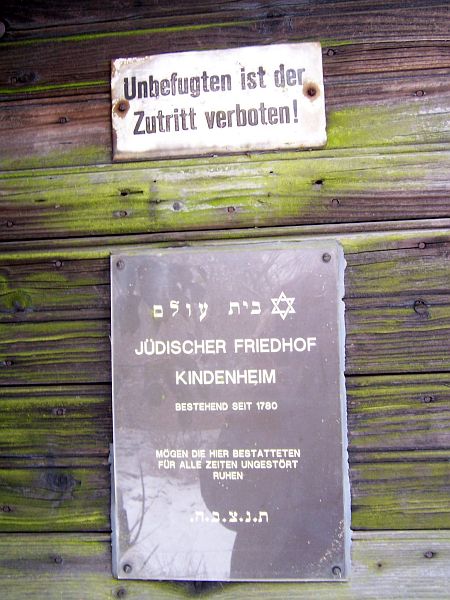 Unbefugten ist der
Zutritt verboten!
בית עולם
JÜDISCHER FRIEDHOF
KINDENHEIM
BESTEHEND SEIT 1780
MÖGEN DIE HIER BESTATTETEN
FÜR ALLE ZEITEN UNGESTÖRT
RUHEN
ת.נ.צ.ב.ה.